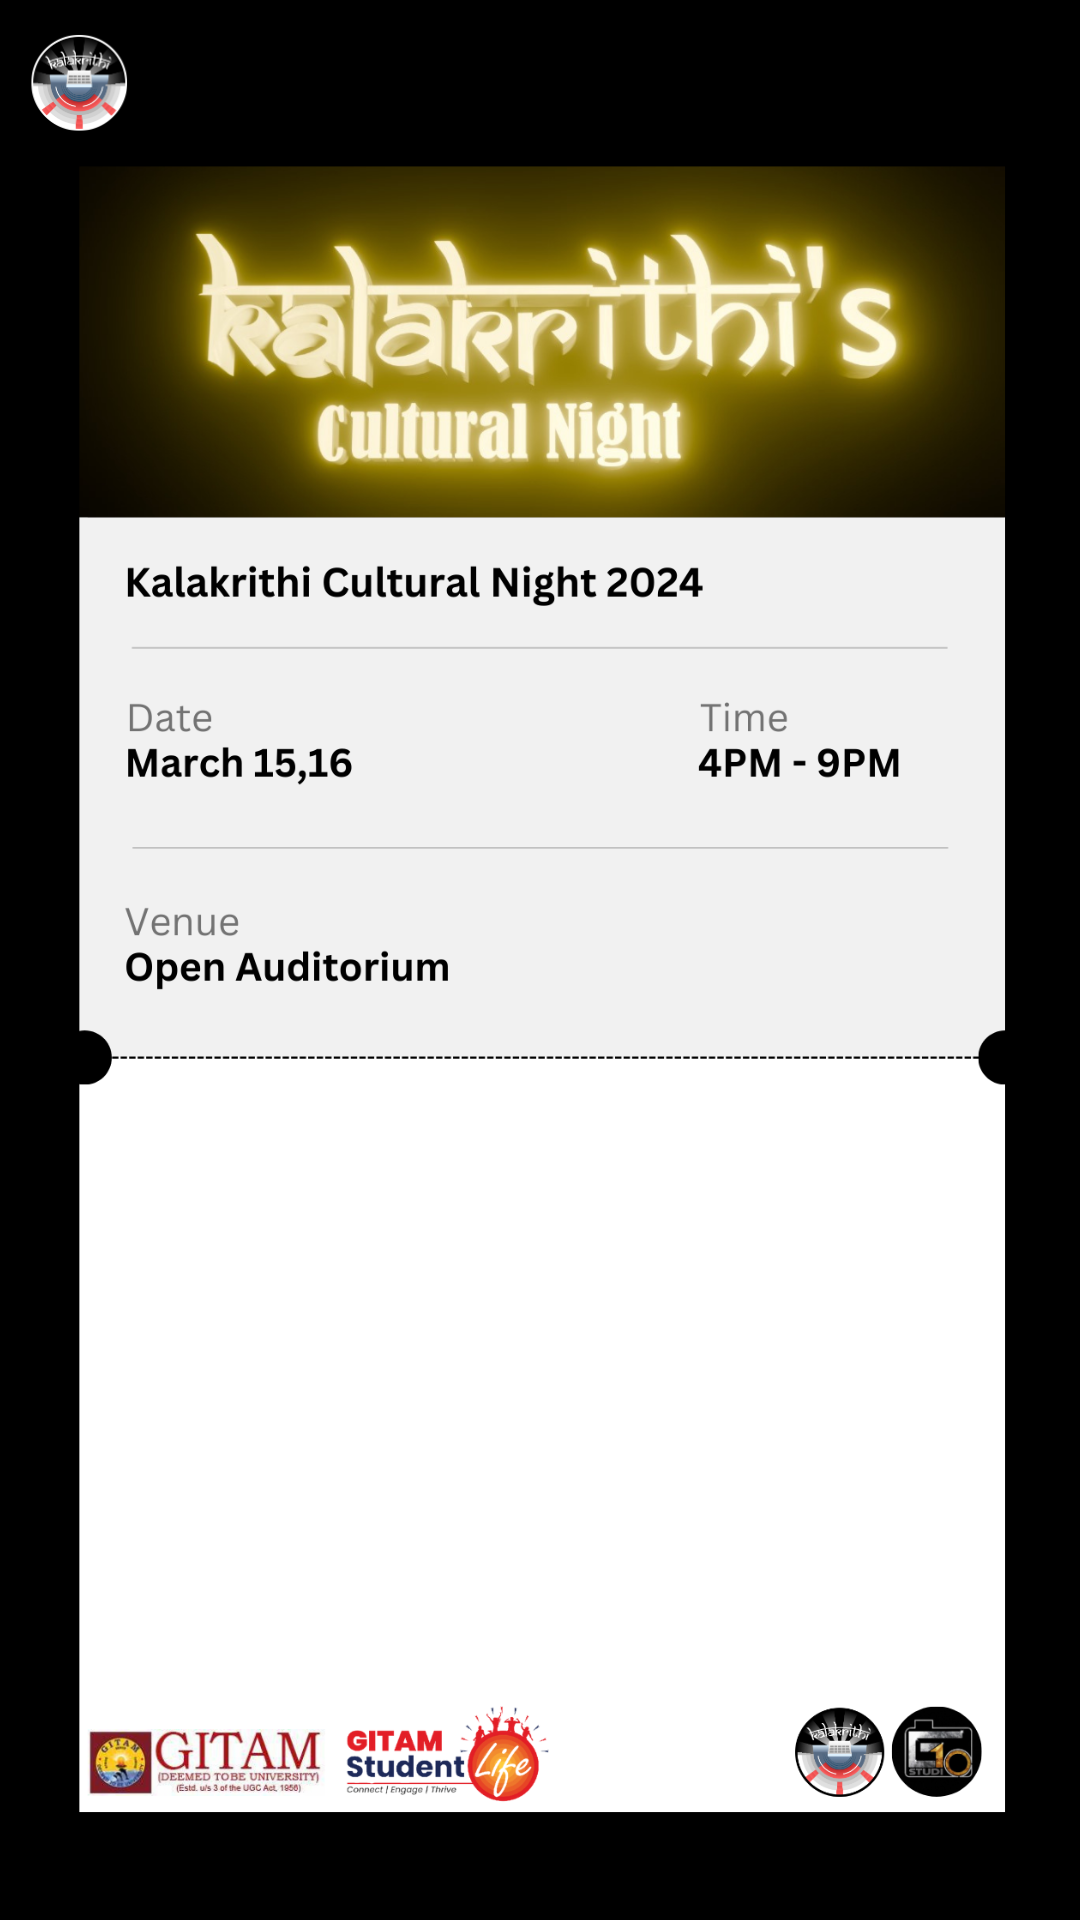 kalakrithi
kalakrithi's
Cultural Night
Kalakrithi Cultural Night 2024
Date
March 15,16
Time
4PM - 9PM
Venue
Open Auditorium
GITAM
GITAM
(DEEMED TO BE UNIVERSITY)
(Estd. u/s 3 of the UGC Act, 1956)
GITAM
Student Life
Connect | Engage | Thrive
kalakrithi
G10
STUDIO